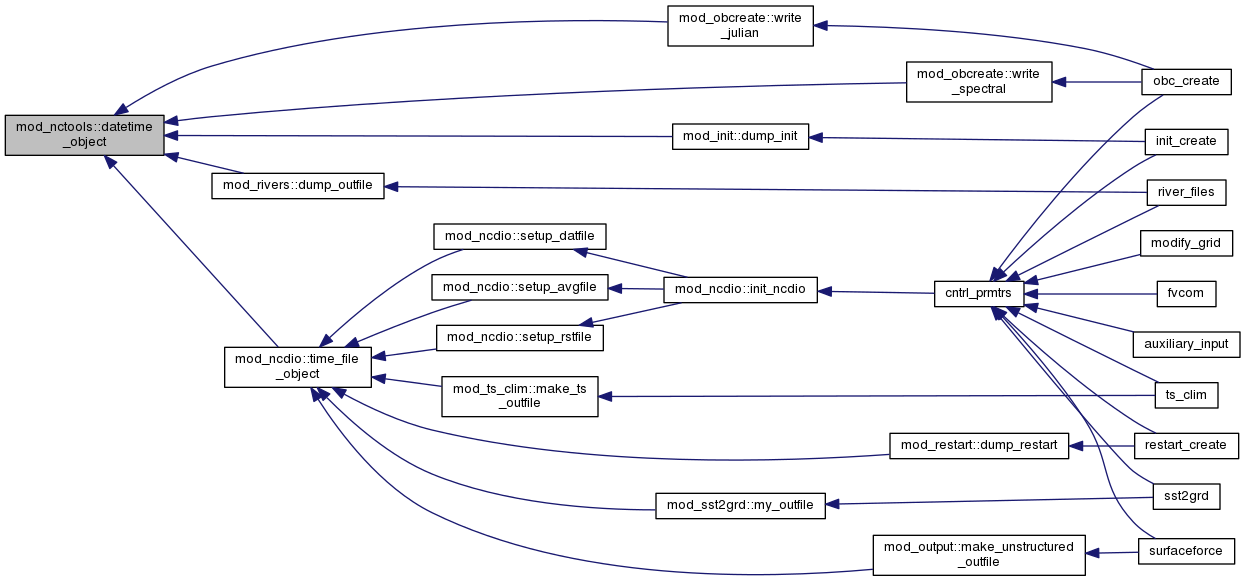 mod_obcreate::write
_julian
mod_obcreate::write
_spectral
obc_create
mod_nctools::datetime
_object
mod_init::dump_init
init_create
mod_rivers::dump_outfile
river_files
mod_ncdio::setup_datfile
modify_grid
mod_ncdio::setup_avgfile
mod_ncdio::init_ncdio
cntrl_prmtrs
fvcom
mod_ncdio::setup_rstfile
auxiliary_input
mod_ncdio::time_file
_object
mod_ts_clim::make_ts
_outfile
ts_clim
mod_restart::dump_restart
restart_create
mod_sst2grd::my_outfile
sst2grd
mod_output::make_unstructured
_outfile
surfaceforce